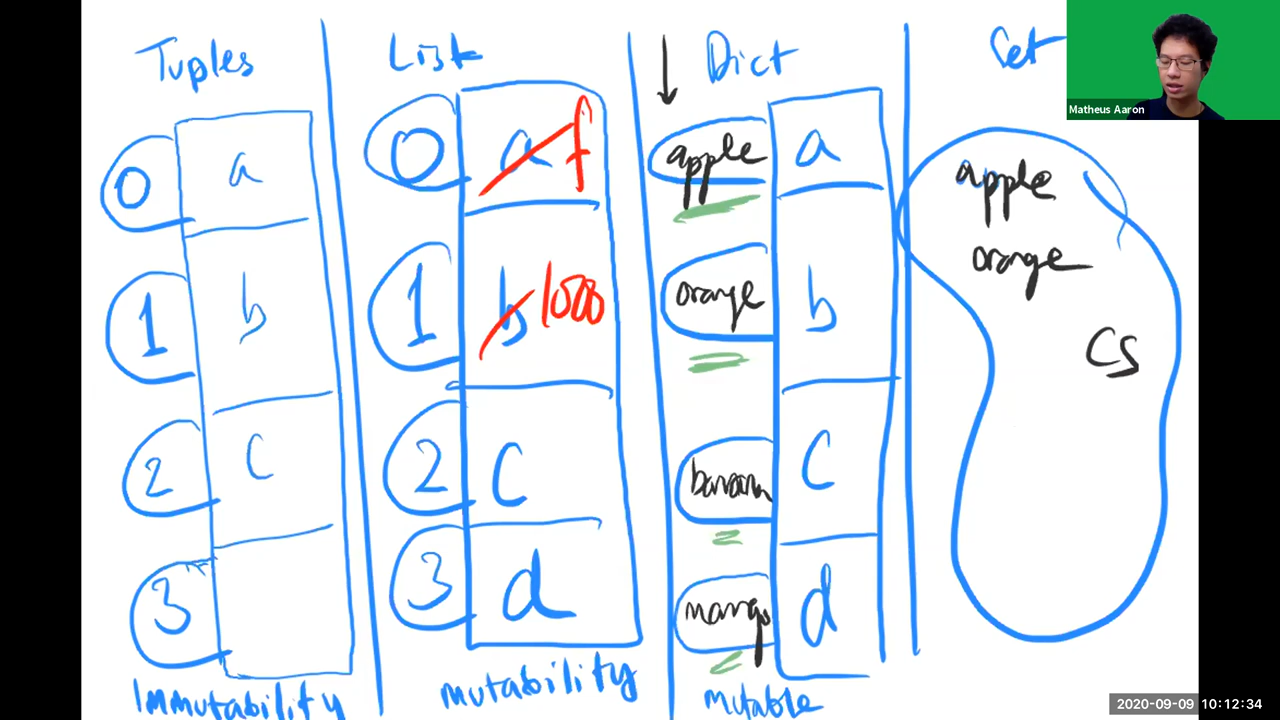 Tuples
0 a
1 b
2 c
3
Immutability
List
0 a f
1 b 1000
2 c
3 d
mutability
Dict
apple a
orange b
banana c
mango d
mutable
Set
apple
orange
CS
Matheus Aaron
2020-09-09 10:12:34